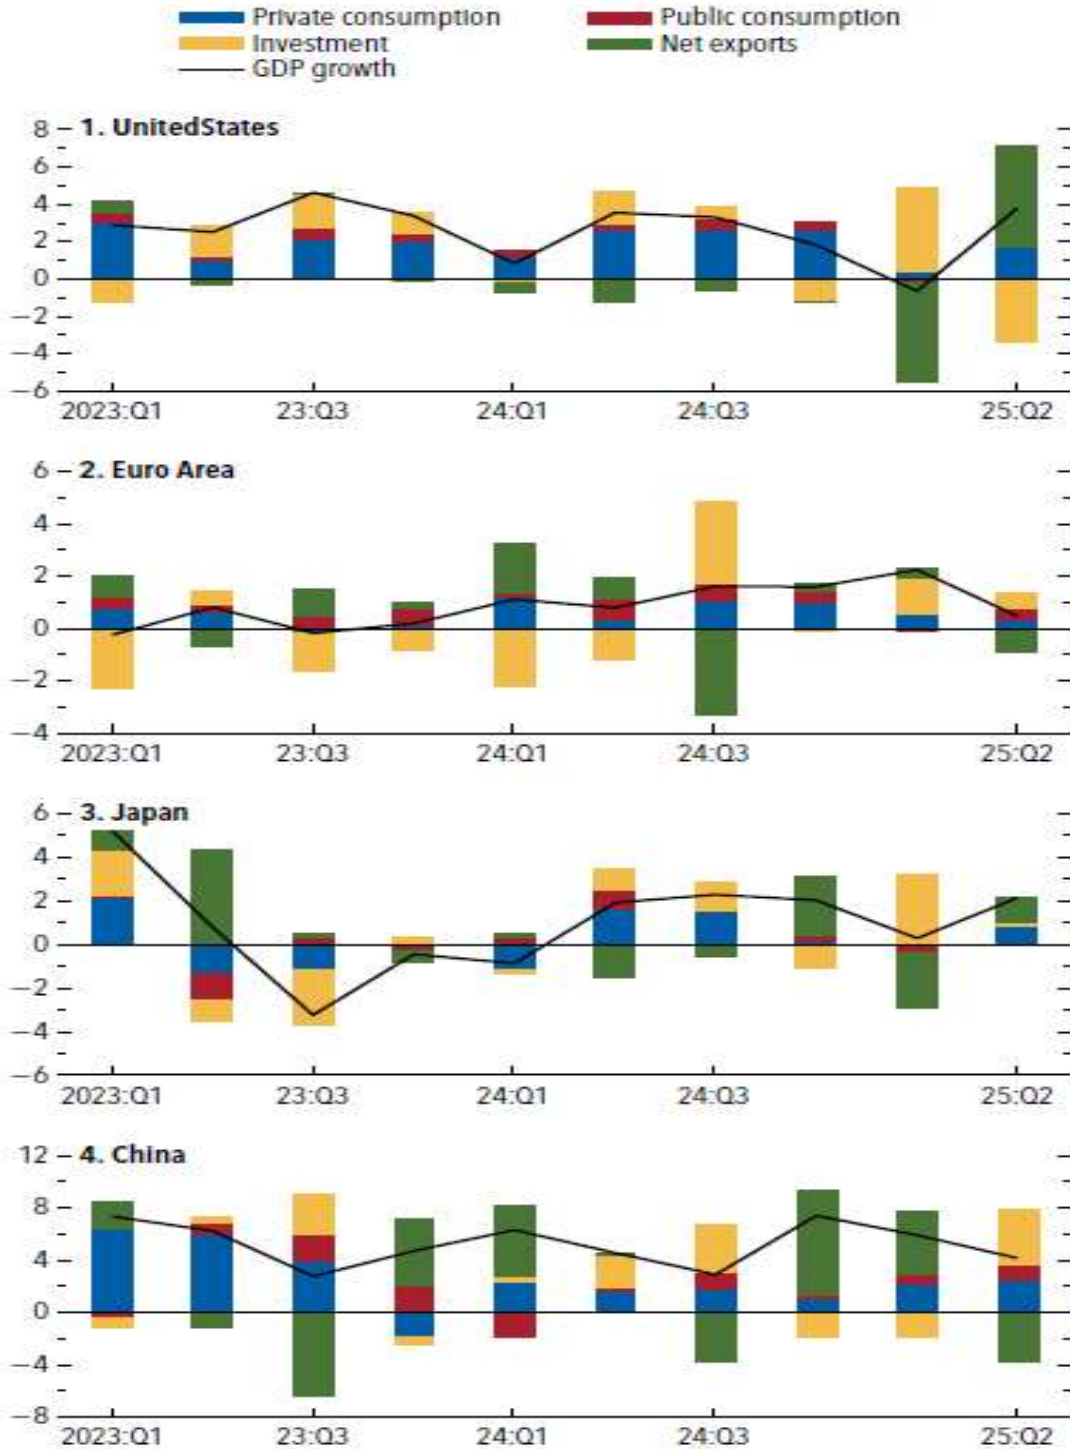 Private consumption Public consumption
Investment Net exports
GDP growth
1. UnitedStates
8
6
4
2
0
−2
−4
−6
2023:Q1 23:Q3 24:Q1 24:Q3 25:Q2
2. Euro Area
6
4
2
0
−2
−4
2023:Q1 23:Q3 24:Q1 24:Q3 25:Q2
3. Japan
6
4
2
0
−2
−4
−6
2023:Q1 23:Q3 24:Q1 24:Q3 25:Q2
4. China
12
8
4
0
−4
−8
2023:Q1 23:Q3 24:Q1 24:Q3 25:Q2